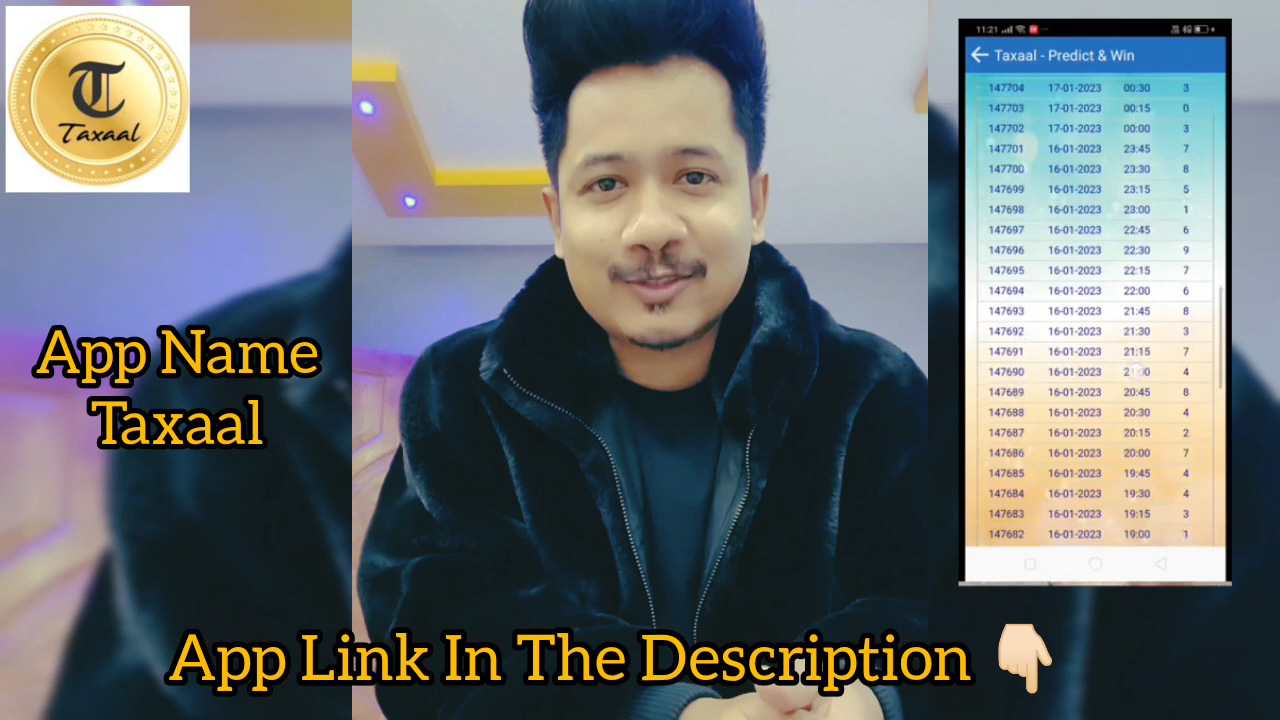 T
Taxaal
App Name
Taxaal
11:21
Taxaal - Predict & Win
147704 17-01-2023 00:30 3
147703 17-01-2023 00:15 0
147702 17-01-2023 00:00 3
147701 16-01-2023 23:45 7
147700 16-01-2023 23:30 8
147699 16-01-2023 23:15 5
147698 16-01-2023 23:00 1
147697 16-01-2023 22:45 6
147696 16-01-2023 22:30 9
147695 16-01-2023 22:15 7
147694 16-01-2023 22:00 6
147693 16-01-2023 21:45 8
147692 16-01-2023 21:30 3
147691 16-01-2023 21:15 7
147690 16-01-2023 21:00 4
147689 16-01-2023 20:45 8
147688 16-01-2023 20:30 4
147687 16-01-2023 20:15 2
147686 16-01-2023 20:00 7
147685 16-01-2023 19:45 4
147684 16-01-2023 19:30 4
147683 16-01-2023 19:15 3
147682 16-01-2023 19:00 1
App Link In The Description